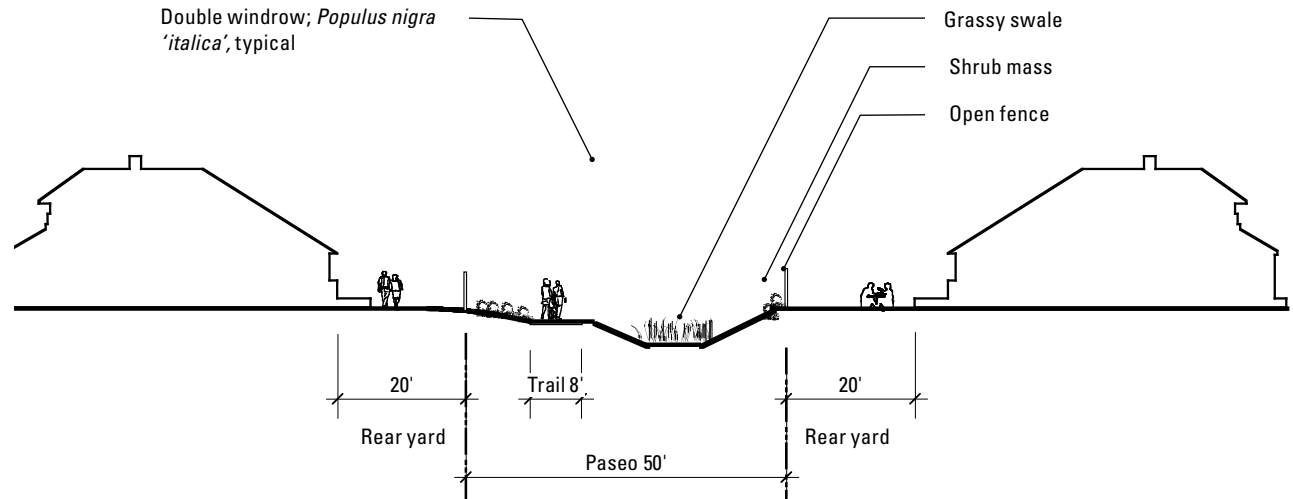 Double windrow; Populus nigra
‘italica’, typical
Grassy swale
Shrub mass
Open fence
20'
Trail 8'
20'
Rear yard
Rear yard
Paseo 50'